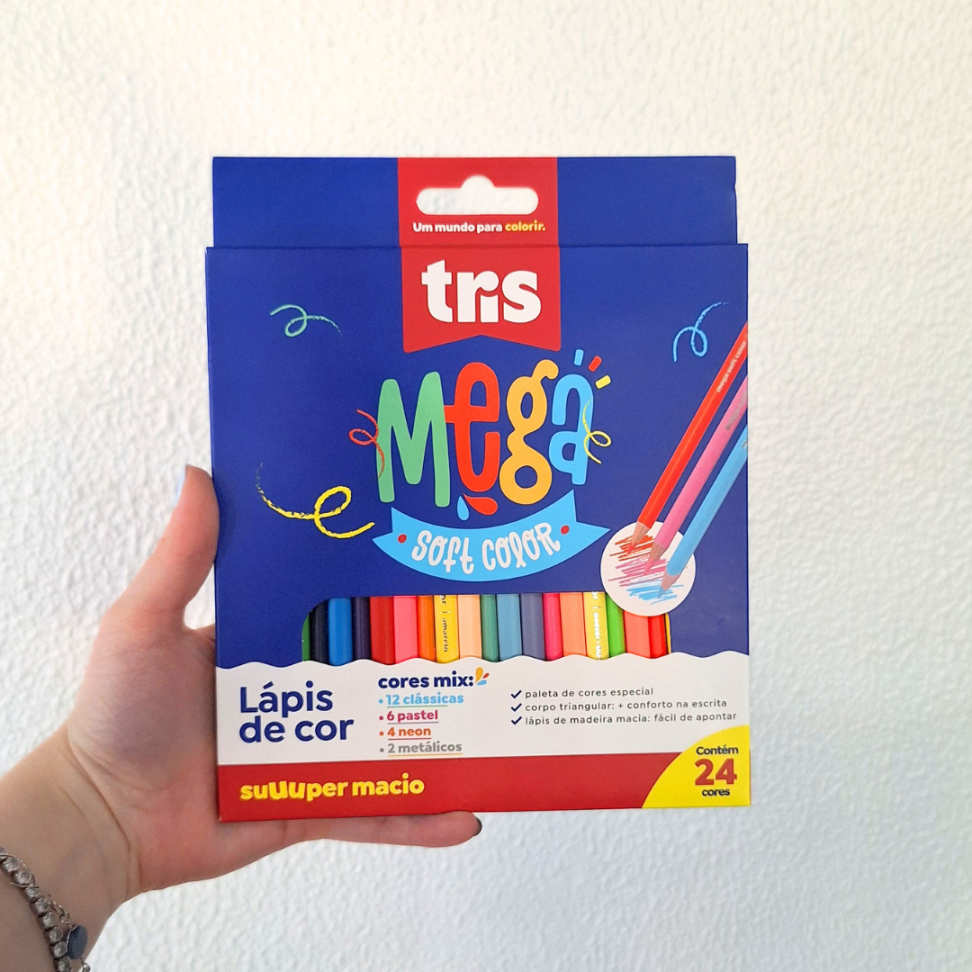 Um mundo para colorir.
tris
Mega
SOFT COLOR
Lápis
de cor
cores mix:
• 12 clássicas
• 6 pastel
• 4 neon
• 2 metálicos
paleta de cores especial
corpo triangular: + conforto na escrita
lápis de madeira macia: fácil de apontar
suUuper macio
Contém
24
cores